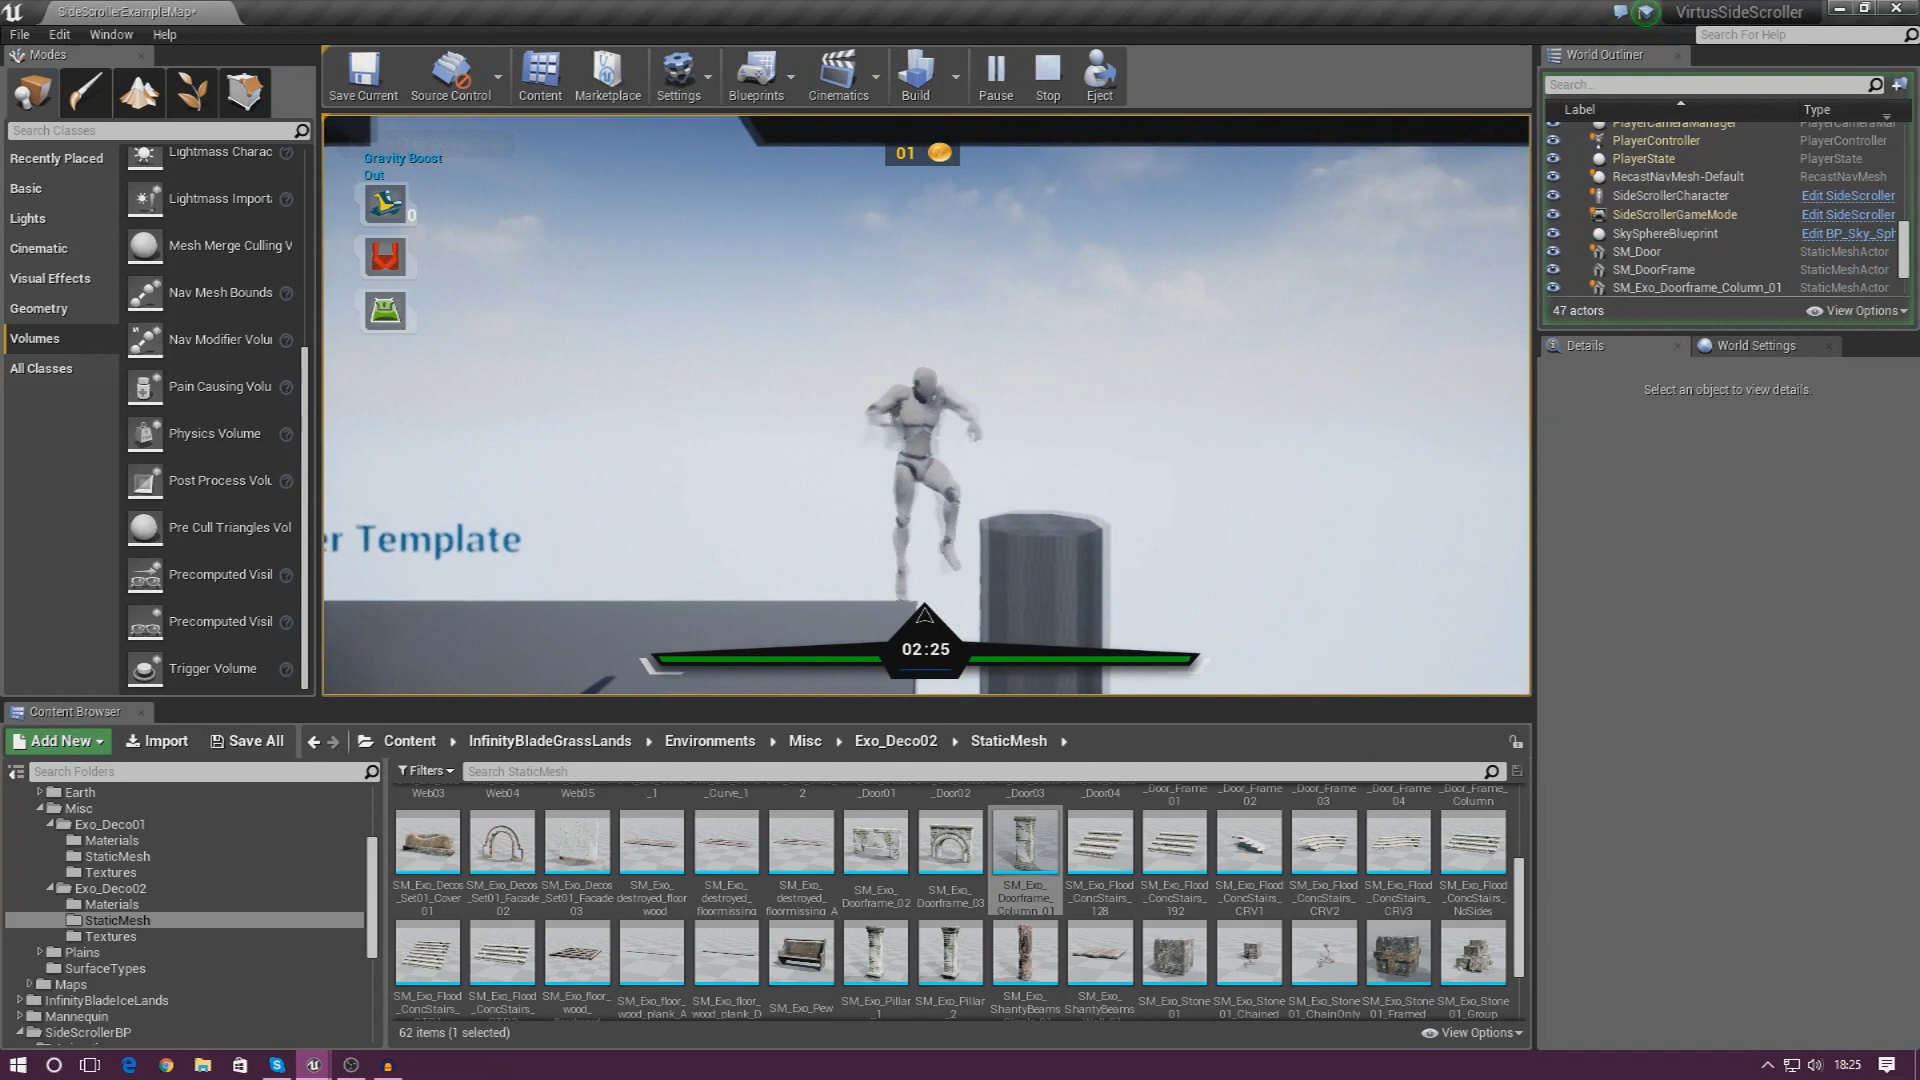 SideScrollerExampleMap*
VirtusSideScroller
File Edit Window Help
Search For Help
Modes
Search Classes
Recently Placed
Basic
Lights
Cinematic
Visual Effects
Geometry
Volumes
All Classes
Lightmass Charac
Lightmass Import
Mesh Merge Culling V
Nav Mesh Bounds
Nav Modifier Volu
Pain Causing Volu
Physics Volume
Post Process Volu
Pre Cull Triangles Vol
Precomputed Visil
Precomputed Visil
Trigger Volume
Save Current
Source Control
Content
Marketplace
Settings
Blueprints
Cinematics
Build
Pause
Stop
Eject
Gravity Boost
Out
0
01
er Template
02:25
World Outliner
Search...
Label Type
PlayerCameraManager PlayerCameraMar
PlayerController PlayerController
PlayerState PlayerState
RecastNavMesh-Default RecastNavMesh
SideScrollerCharacter Edit SideScroller
SideScrollerGameMode Edit SideScroller
SkySphereBlueprint Edit BP_Sky_Sph
SM_Door StaticMeshActor
SM_DoorFrame StaticMeshActor
SM_Exo_Doorframe_Column_01 StaticMeshActor
47 actors
View Options
Details
World Settings
Select an object to view details.
Content Browser
Add New Import Save All Content InfinityBladeGrassLands Environments Misc Exo_Deco02 StaticMesh
Search Folders
Filters
Search StaticMesh
Earth
Misc
Exo_Deco01
Materials
StaticMesh
Textures
Exo_Deco02
Materials
StaticMesh
Textures
Plains
SurfaceTypes
Maps
InfinityBladeIceLands
Mannequin
SideScrollerBP
Web03
Web04
Web05
_1
_Curve_1
2
_Door01
_Door02
_Door03
_Door04
_Door_Frame
01
_Door_Frame
02
_Door_Frame
03
_Door_Frame
04
_Door_Frame
_Column
SM_Exo_Decos
_Set01_Cover
01
SM_Exo_Decos
_Set01_Facade
02
SM_Exo_Decos
_Set01_Facade
03
SM_Exo_
destroyed_floor
wood
SM_Exo_
destroyed_
floormissing
SM_Exo_
destroyed_
floormissing_A
SM_Exo_
Doorframe_02
SM_Exo_
Doorframe_03
SM_Exo_
Doorframe_
Column_01
SM_Exo_Flood
_ConcStairs_
128
SM_Exo_Flood
_ConcStairs_
192
SM_Exo_Flood
_ConcStairs_
CRV1
SM_Exo_Flood
_ConcStairs_
CRV2
SM_Exo_Flood
_ConcStairs_
CRV3
SM_Exo_Flood
_ConcStairs_
NoSides
SM_Exo_Flood
_ConcStairs_
SM_Exo_Flood
_ConcStairs_
SM_Exo_floor_
wood_
SM_Exo_floor_
wood_plank_A
SM_Exo_floor_
wood_plank_D
SM_Exo_Pew
SM_Exo_Pillar
_1
SM_Exo_Pillar
_2
SM_Exo_
ShantyBeams
SM_Exo_
ShantyBeams
SM_Exo_Stone
01
SM_Exo_Stone
_01_Chained
SM_Exo_Stone
_01_ChainOnly
SM_Exo_Stone
_01_Framed
SM_Exo_Stone
_01_Group
62 items (1 selected)
View Options
18:25